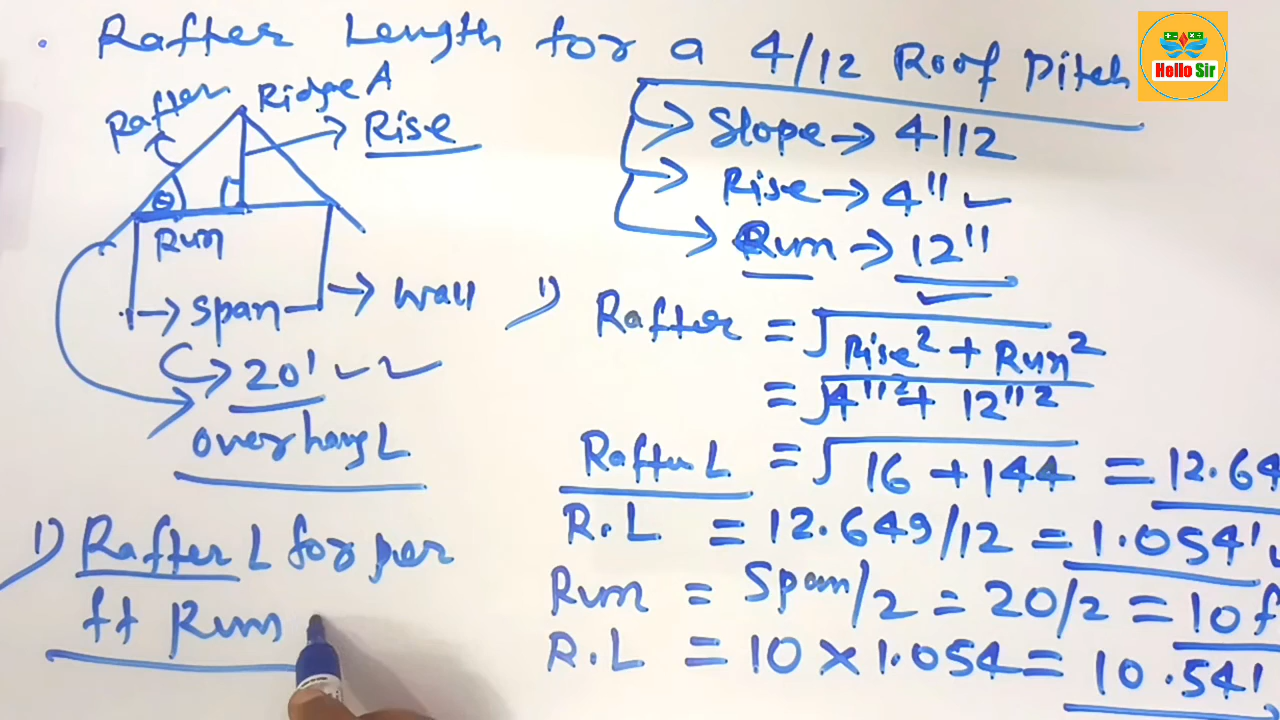 Rafter Length for a 4/12 Roof Pitch
Hello Sir
Rafter
Ridge A
Rise
θ
Run
Span
Wall
20'
overhang L
1) Rafter L for per
ft Run
Slope → 4/12
Rise → 4"
Run → 12"
1) Rafter = √Rise² + Run²
= √4"² + 12"²
Rafter L = √16 + 144 = 12.64
R.L = 12.649/12 = 1.054'
Run = Span/2 = 20/2 = 10 f
R.L = 10 × 1.054 = 10.54'